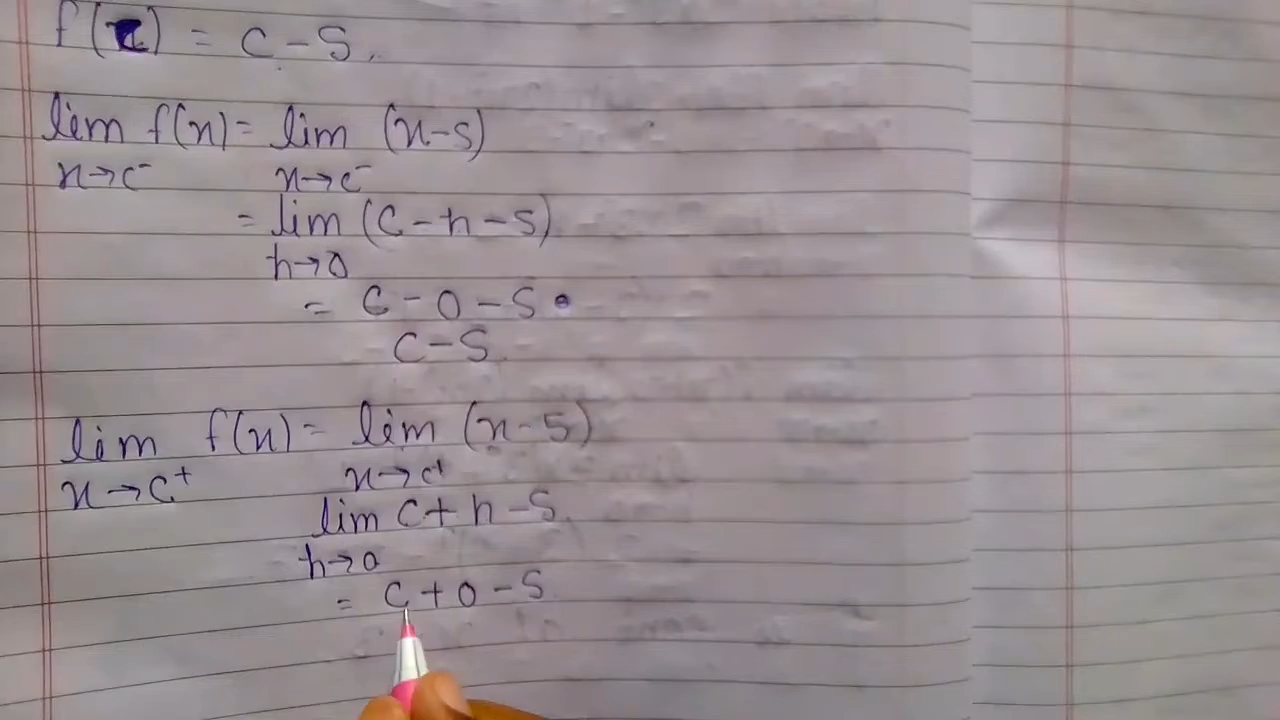 f(c) = c - 5.
lim f(x) = lim (x-5)
x→c⁻ x→c⁻
= lim (c-h-5)
h→0
= c - 0 - 5
c-5
lim f(x) = lim (x-5)
x→c⁺ x→c⁺
lim c+h-5
h→0
= c+0-5